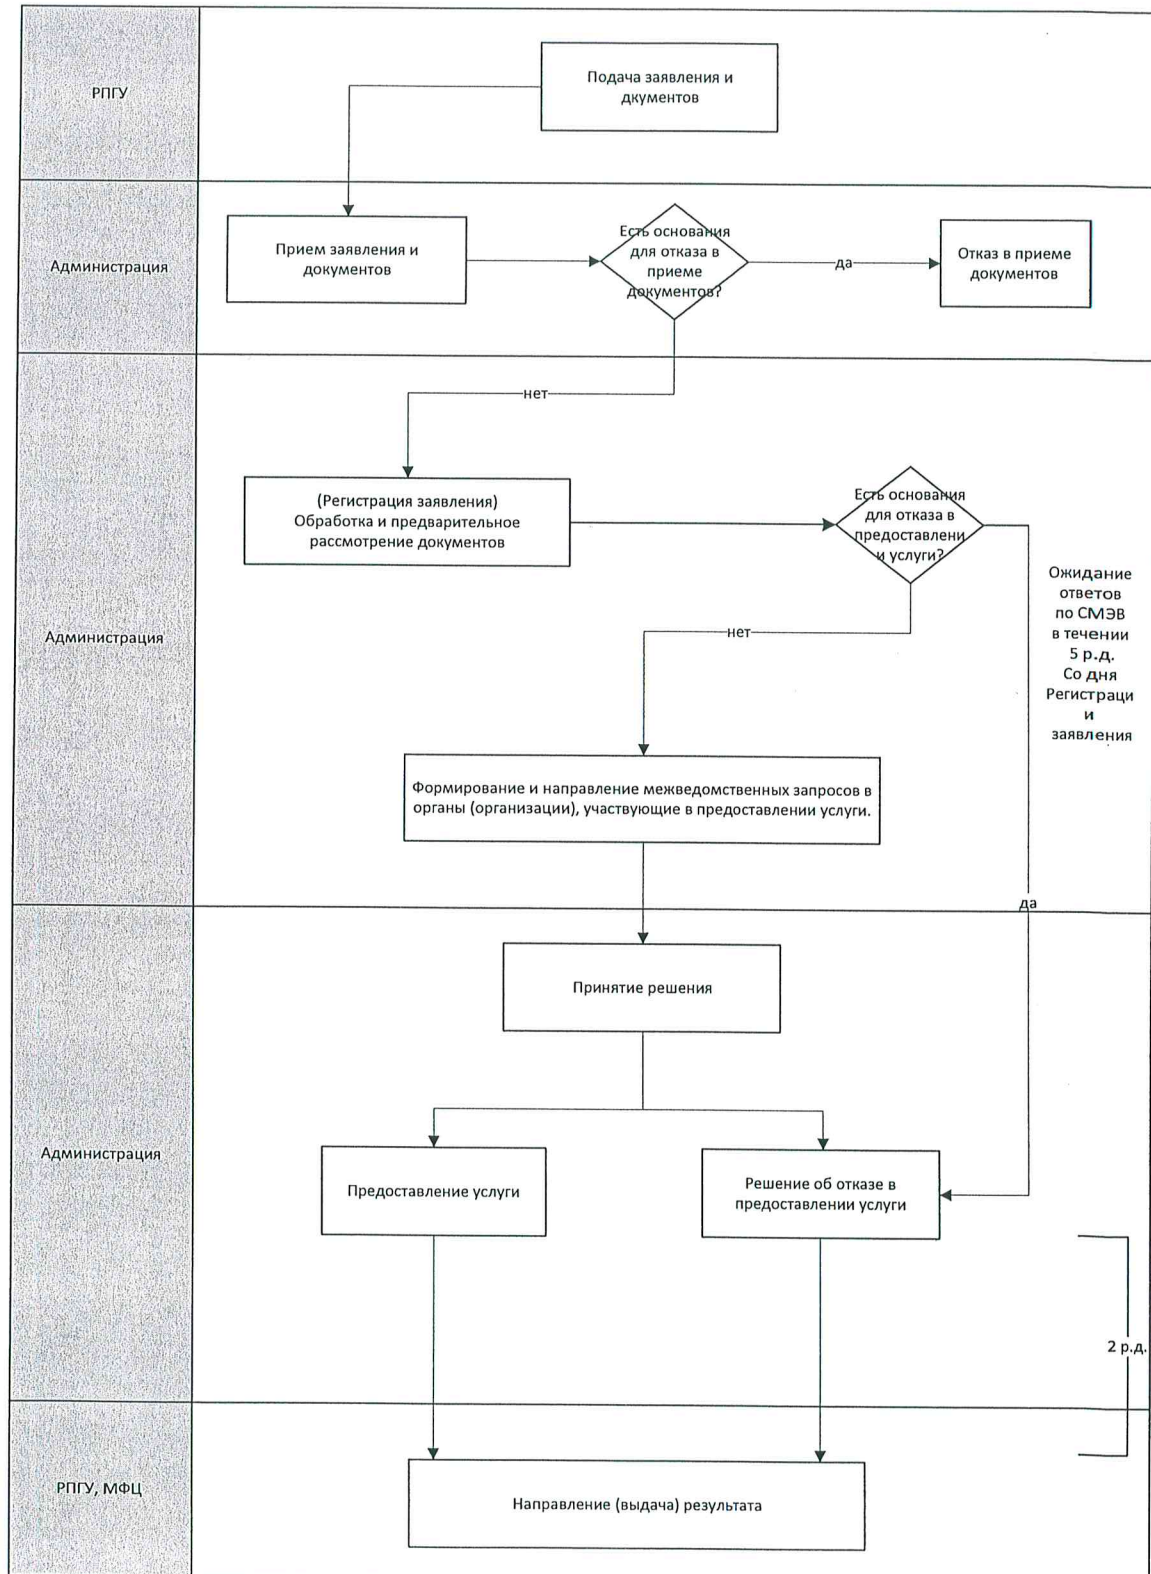 РПГУ
Подача заявления и
дкументов
Администрация
Прием заявления и
документов
Есть основания
для отказа в
приеме
документов?
да
Отказ в приеме
документов
нет
Администрация
(Регистрация заявления)
Обработка и предварительное
рассмотрение документов
Есть основания
для отказа в
предоставлени
и услуги?
Ожидание
ответов
по СМЭВ
в течении
5 р.д.
Со дня
Регистраци
и
заявления
нет
Формирование и направление межведомственных запросов в
органы (организации), участвующие в предоставлении услуги.
да
Администрация
Принятие решения
Предоставление услуги
Решение об отказе в
предоставлении услуги
2 р.д.
РПГУ, МФЦ
Направление (выдача) результата